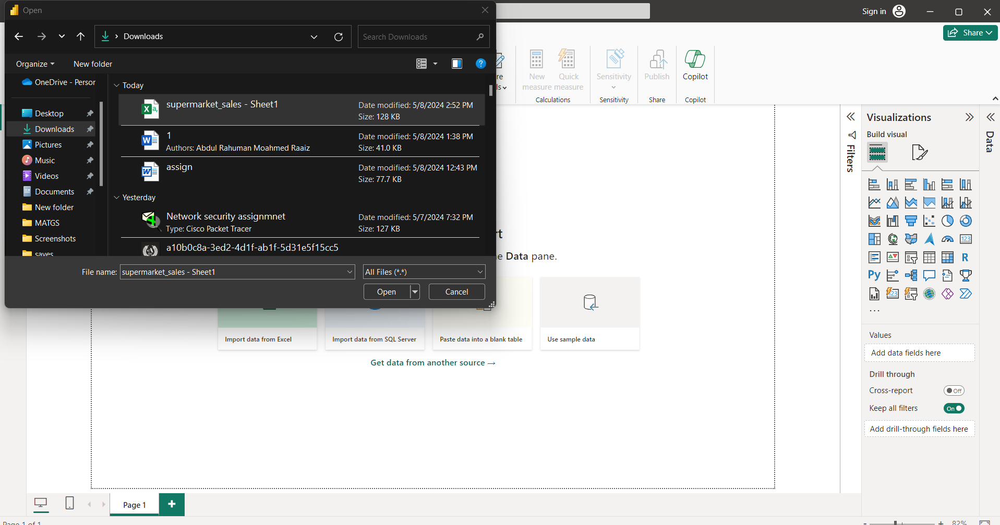 Open
Sign in
Downloads
Search Downloads
Share
Organize
New folder
OneDrive - Persor
Desktop
Downloads
Pictures
Music
Videos
Documents
New folder
MATGS
Screenshots
saves
Today
supermarket_sales - Sheet1
Date modified: 5/8/2024 2:52 PM
Size: 128 KB
1
Authors: Abdul Rahuman Moahmed Raaiz
Date modified: 5/8/2024 1:38 PM
Size: 41.0 KB
assign
Date modified: 5/8/2024 12:43 PM
Size: 77.7 KB
Yesterday
Network security assignmnet
Type: Cisco Packet Tracer
Date modified: 5/7/2024 7:32 PM
Size: 127 KB
a10b0c8a-3ed2-4d1f-ab1f-5d31e5f15cc5
File name: supermarket_sales - Sheet1
All Files (*.*)
Open
Cancel
re
ls
New measure
Quick measure
Calculations
Sensitivity
Sensitivity
Publish
Share
Copilot
Copilot
rt
e Data pane.
Import data from Excel
Import data from SQL Server
Paste data into a blank table
Use sample data
Get data from another source →
Filters
Visualizations
Build visual
123
R
Py
123
...
Values
Add data fields here
Drill through
Cross-report
Off
Keep all filters
On
Add drill-through fields here
Data
Page 1
+
Page 1 of 1
- + 82%